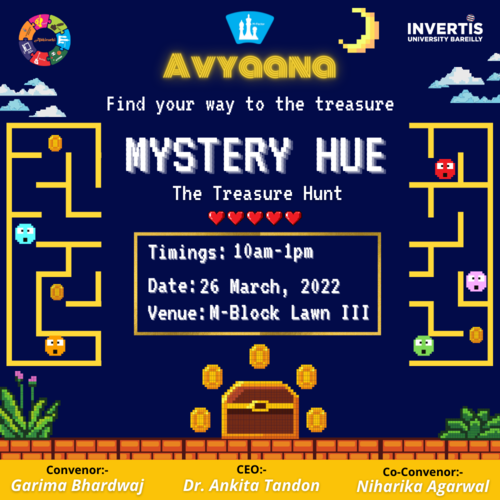 INVERTIS
UNIVERSITY BAREILLY
Avyaana
Find your way to the treasure
MYSTERY HUE
The Treasure Hunt
Timings: 10am-1pm
Date: 26 March, 2022
Venue: M-Block Lawn III
Convenor:-
Garima Bhardwaj
CEO:-
Dr. Ankita Tandon
Co-Convenor:-
Niharika Agarwal